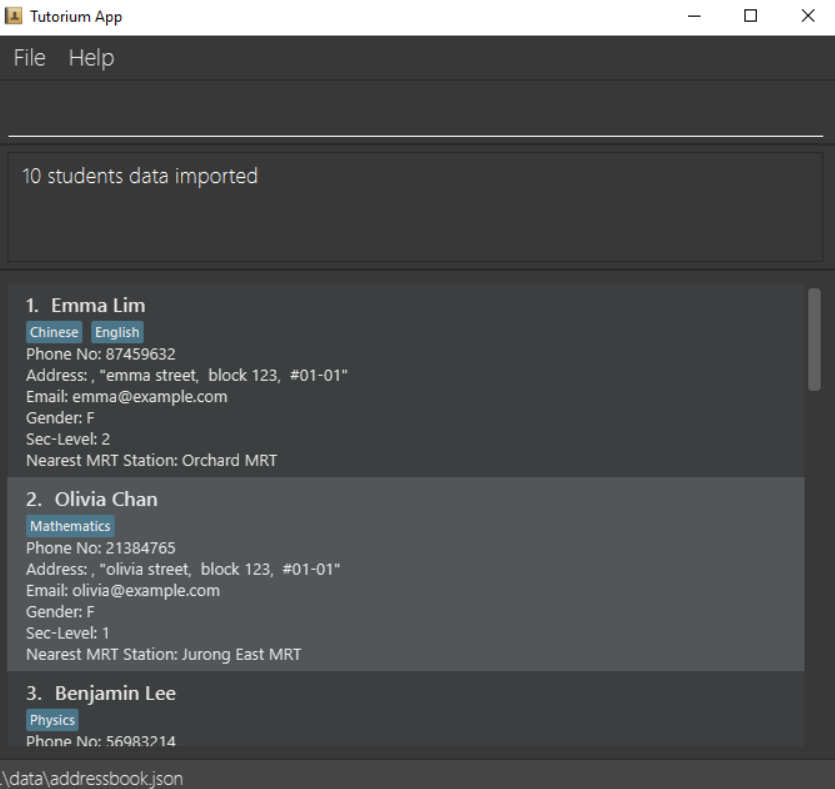 Tutorium App
File Help
10 students data imported
1. Emma Lim
Chinese English
Phone No: 87459632
Address: , "emma street, block 123, #01-01"
Email: emma@example.com
Gender: F
Sec-Level: 2
Nearest MRT Station: Orchard MRT
2. Olivia Chan
Mathematics
Phone No: 21384765
Address: , "olivia street, block 123, #01-01"
Email: olivia@example.com
Gender: F
Sec-Level: 1
Nearest MRT Station: Jurong East MRT
3. Benjamin Lee
Physics
Phone No: 56983214
.\data\addressbook.json